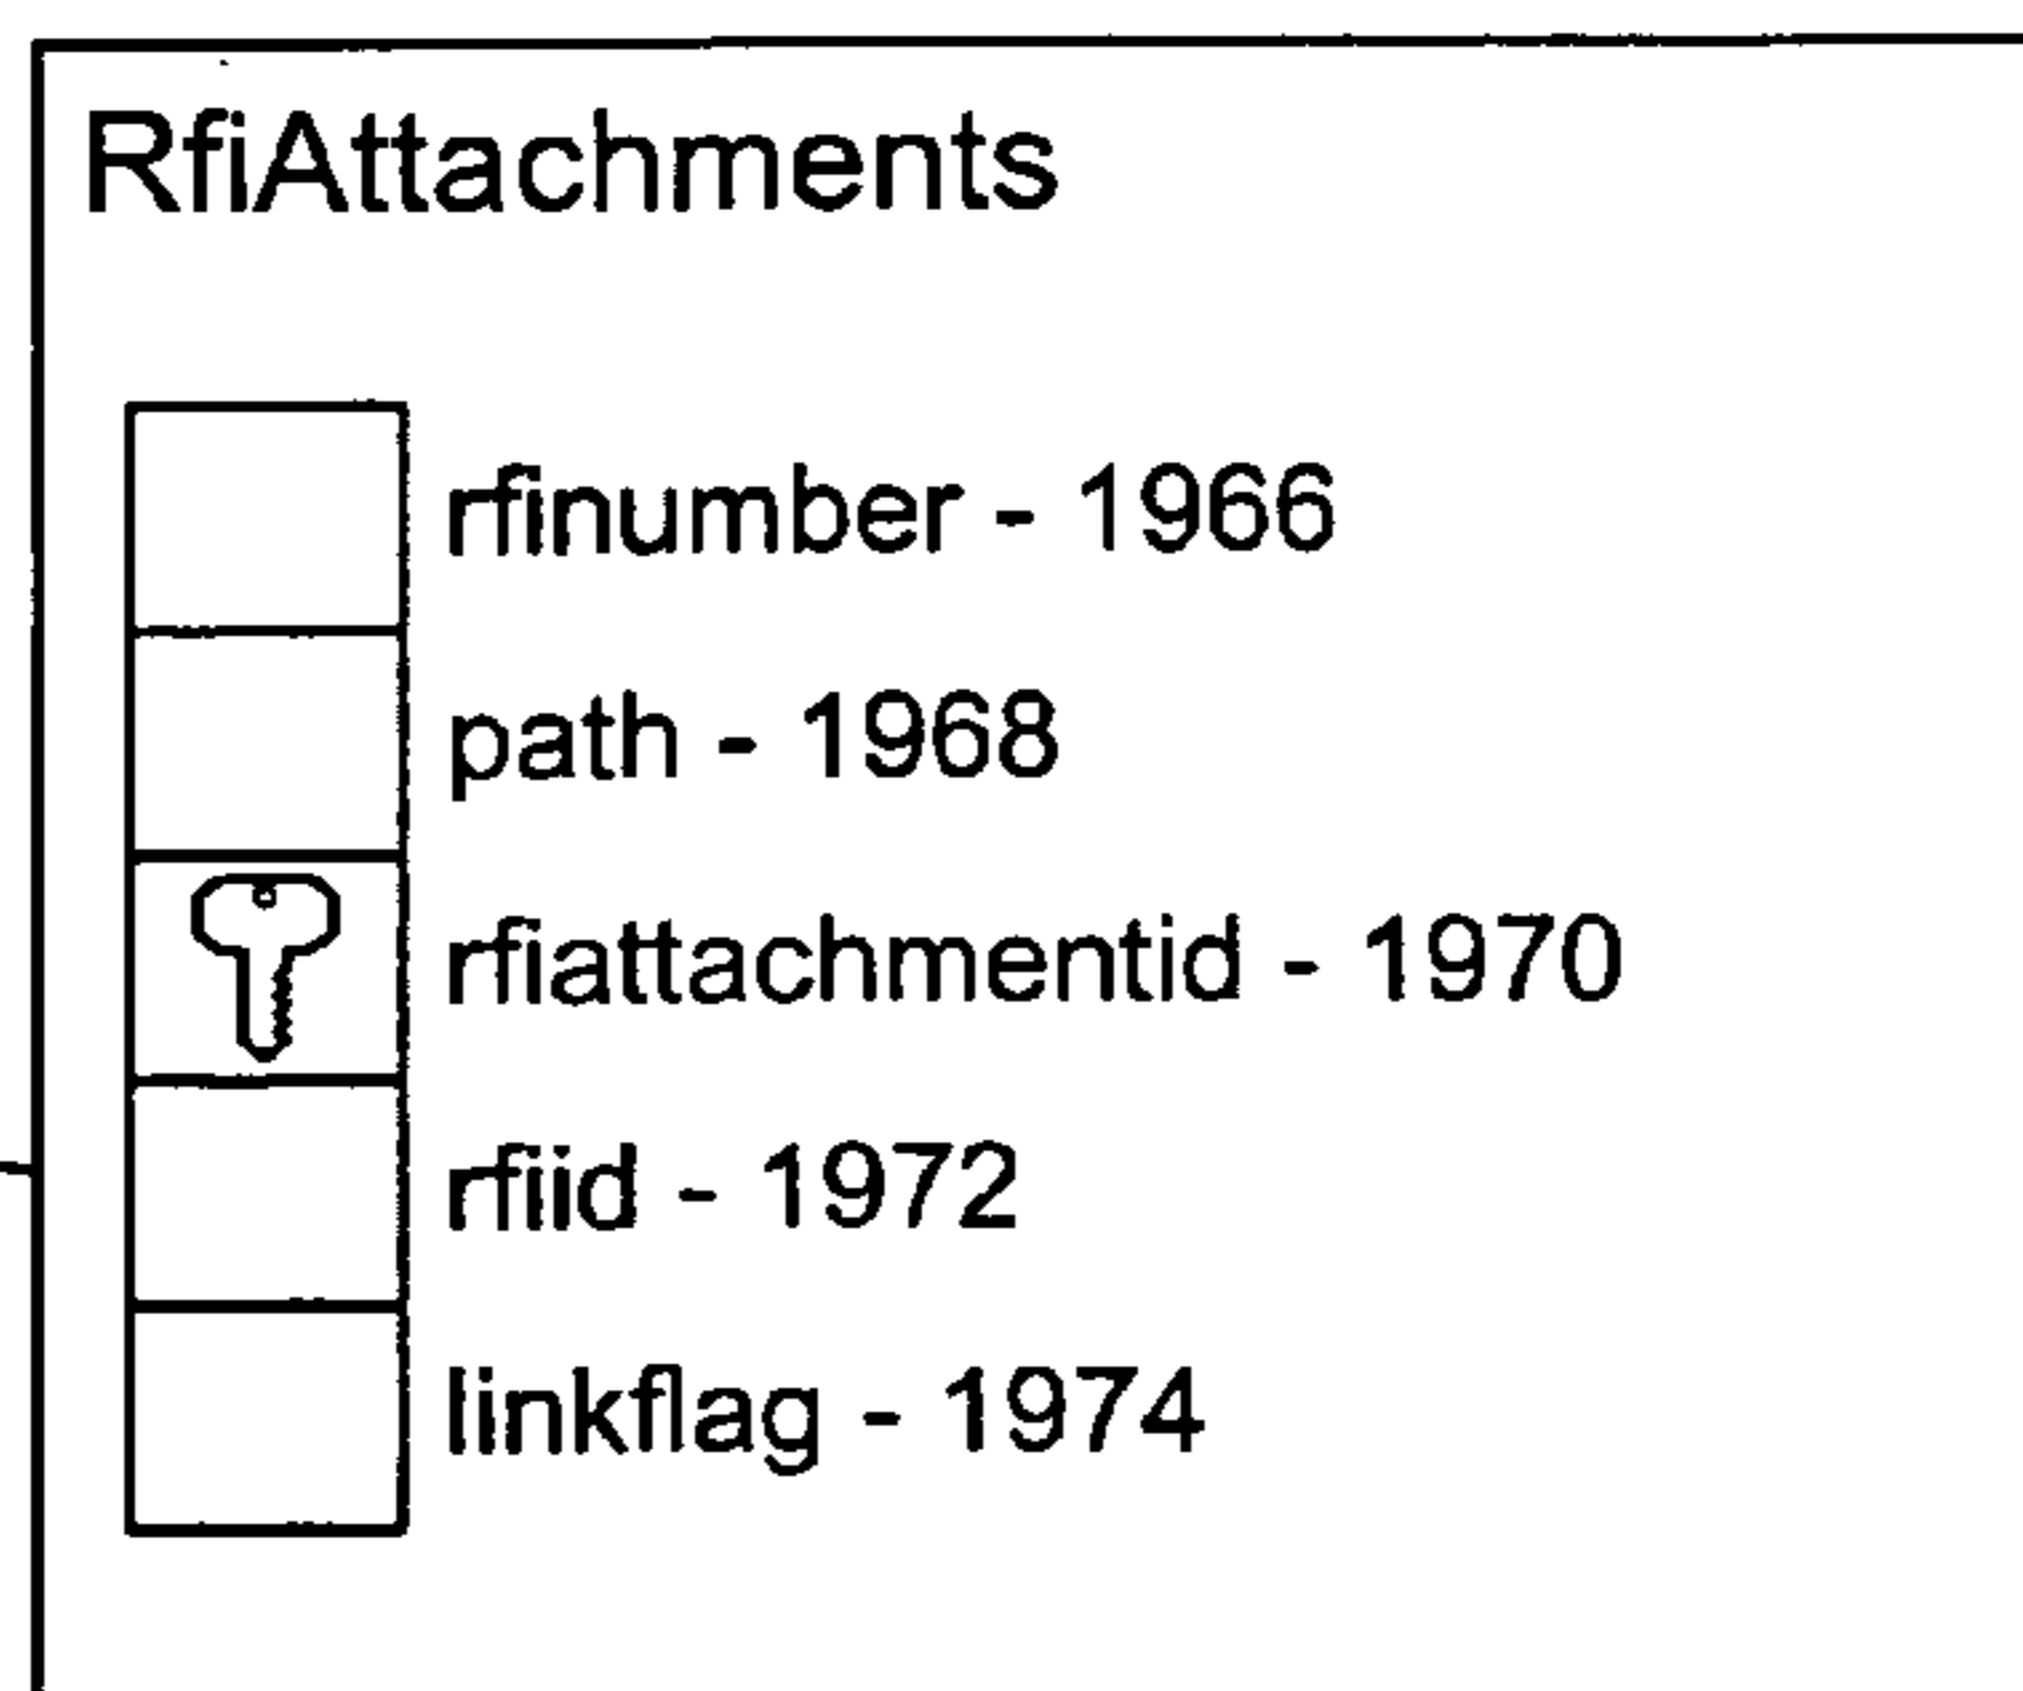 RfiAttachments
rfinumber - 1966
path - 1968
rfiattachmentid - 1970
rfiid - 1972
linkflag - 1974